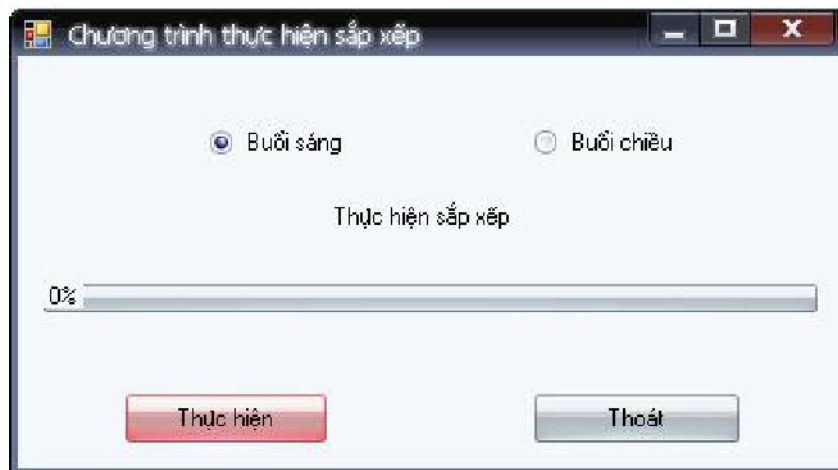 Chương trình thực hiện sắp xếp
Buổi sáng Buổi chiều
Thực hiện sắp xếp
0%
Thực hiện Thoát